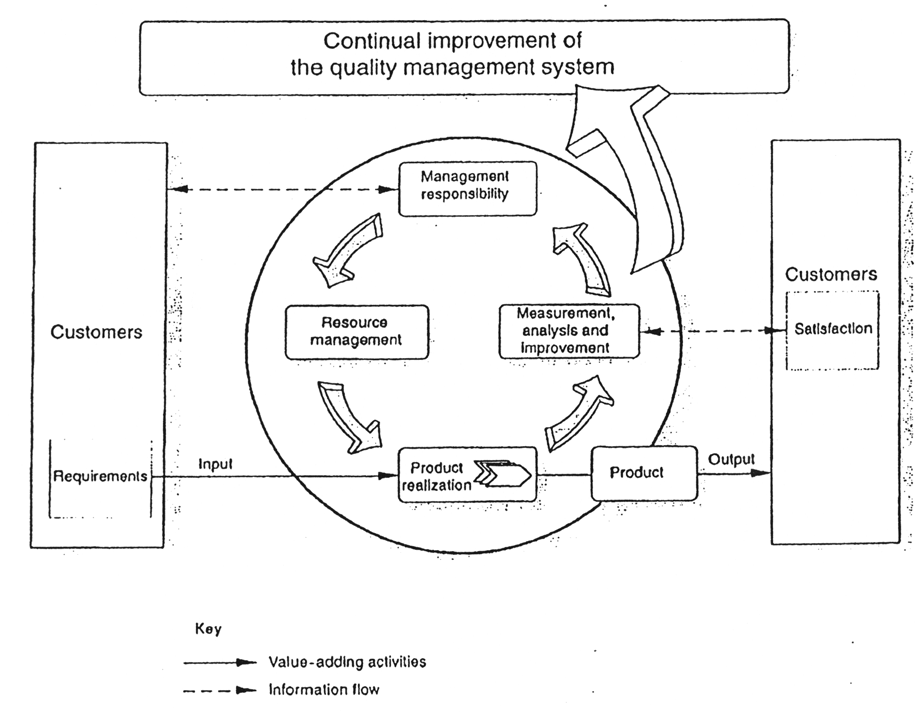 Continual improvement of
the quality management system
Management
responsibility
Customers
Resource
management
Measurement,
analysis and
improvement
Customers
Satisfaction
Requirements
Input
Product
realization
Product
Output
Key
Value-adding activities
Information flow